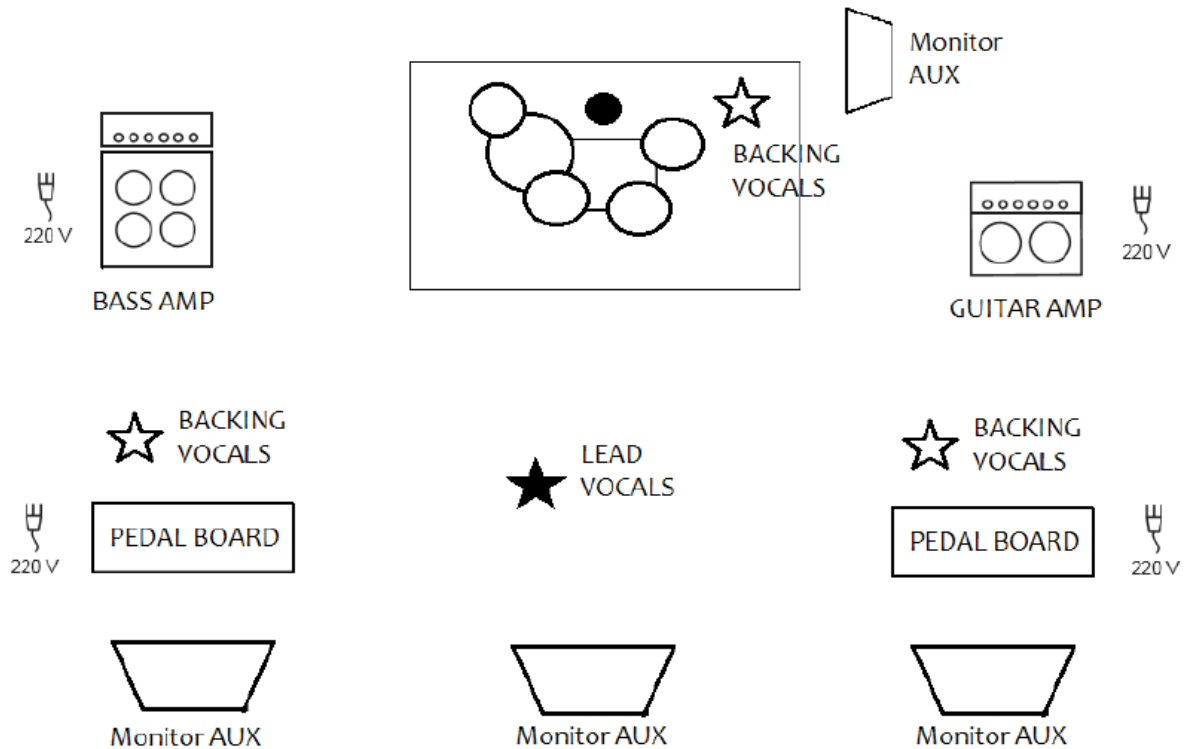 Monitor
AUX
BACKING
VOCALS
220 V
220 V
BASS AMP
GUITAR AMP
BACKING
VOCALS
LEAD
VOCALS
BACKING
VOCALS
PEDAL BOARD
PEDAL BOARD
220 V
220 V
Monitor AUX
Monitor AUX
Monitor AUX